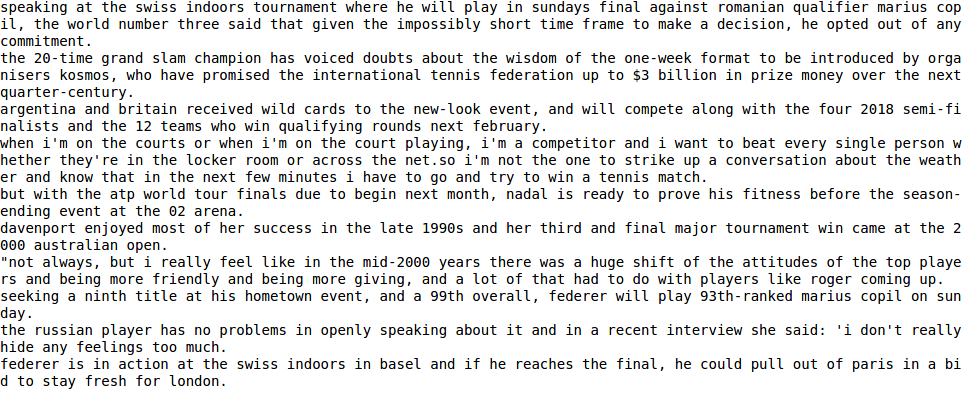 speaking at the swiss indoors tournament where he will play in sundays final against romanian qualifier marius cop
il, the world number three said that given the impossibly short time frame to make a decision, he opted out of any
commitment.
the 20-time grand slam champion has voiced doubts about the wisdom of the one-week format to be introduced by orga
nisers kosmos, who have promised the international tennis federation up to $3 billion in prize money over the next
quarter-century.
argentina and britain received wild cards to the new-look event, and will compete along with the four 2018 semi-fi
nalists and the 12 teams who win qualifying rounds next february.
when i'm on the courts or when i'm on the court playing, i'm a competitor and i want to beat every single person w
hether they're in the locker room or across the net.so i'm not the one to strike up a conversation about the weath
er and know that in the next few minutes i have to go and try to win a tennis match.
but with the atp world tour finals due to begin next month, nadal is ready to prove his fitness before the season-
ending event at the 02 arena.
davenport enjoyed most of her success in the late 1990s and her third and final major tournament win came at the 2
000 australian open.
"not always, but i really feel like in the mid-2000 years there was a huge shift of the attitudes of the top playe
rs and being more friendly and being more giving, and a lot of that had to do with players like roger coming up.
seeking a ninth title at his hometown event, and a 99th overall, federer will play 93th-ranked marius copil on sun
day.
the russian player has no problems in openly speaking about it and in a recent interview she said: 'i don't really
hide any feelings too much.
federer is in action at the swiss indoors in basel and if he reaches the final, he could pull out of paris in a bi
d to stay fresh for london.